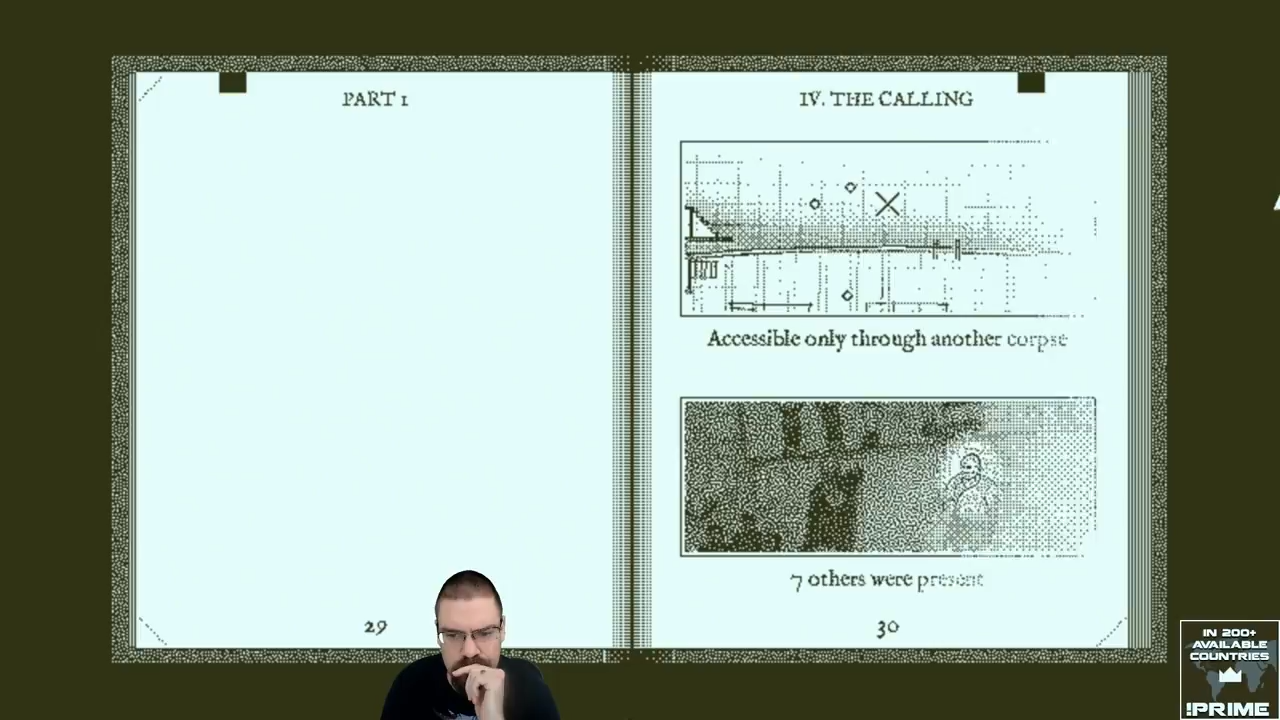 PART 1
IV. THE CALLING
Accessible only through another corpse
7 others were present
29
30
IN 200+
AVAILABLE
COUNTRIES
!PRIME